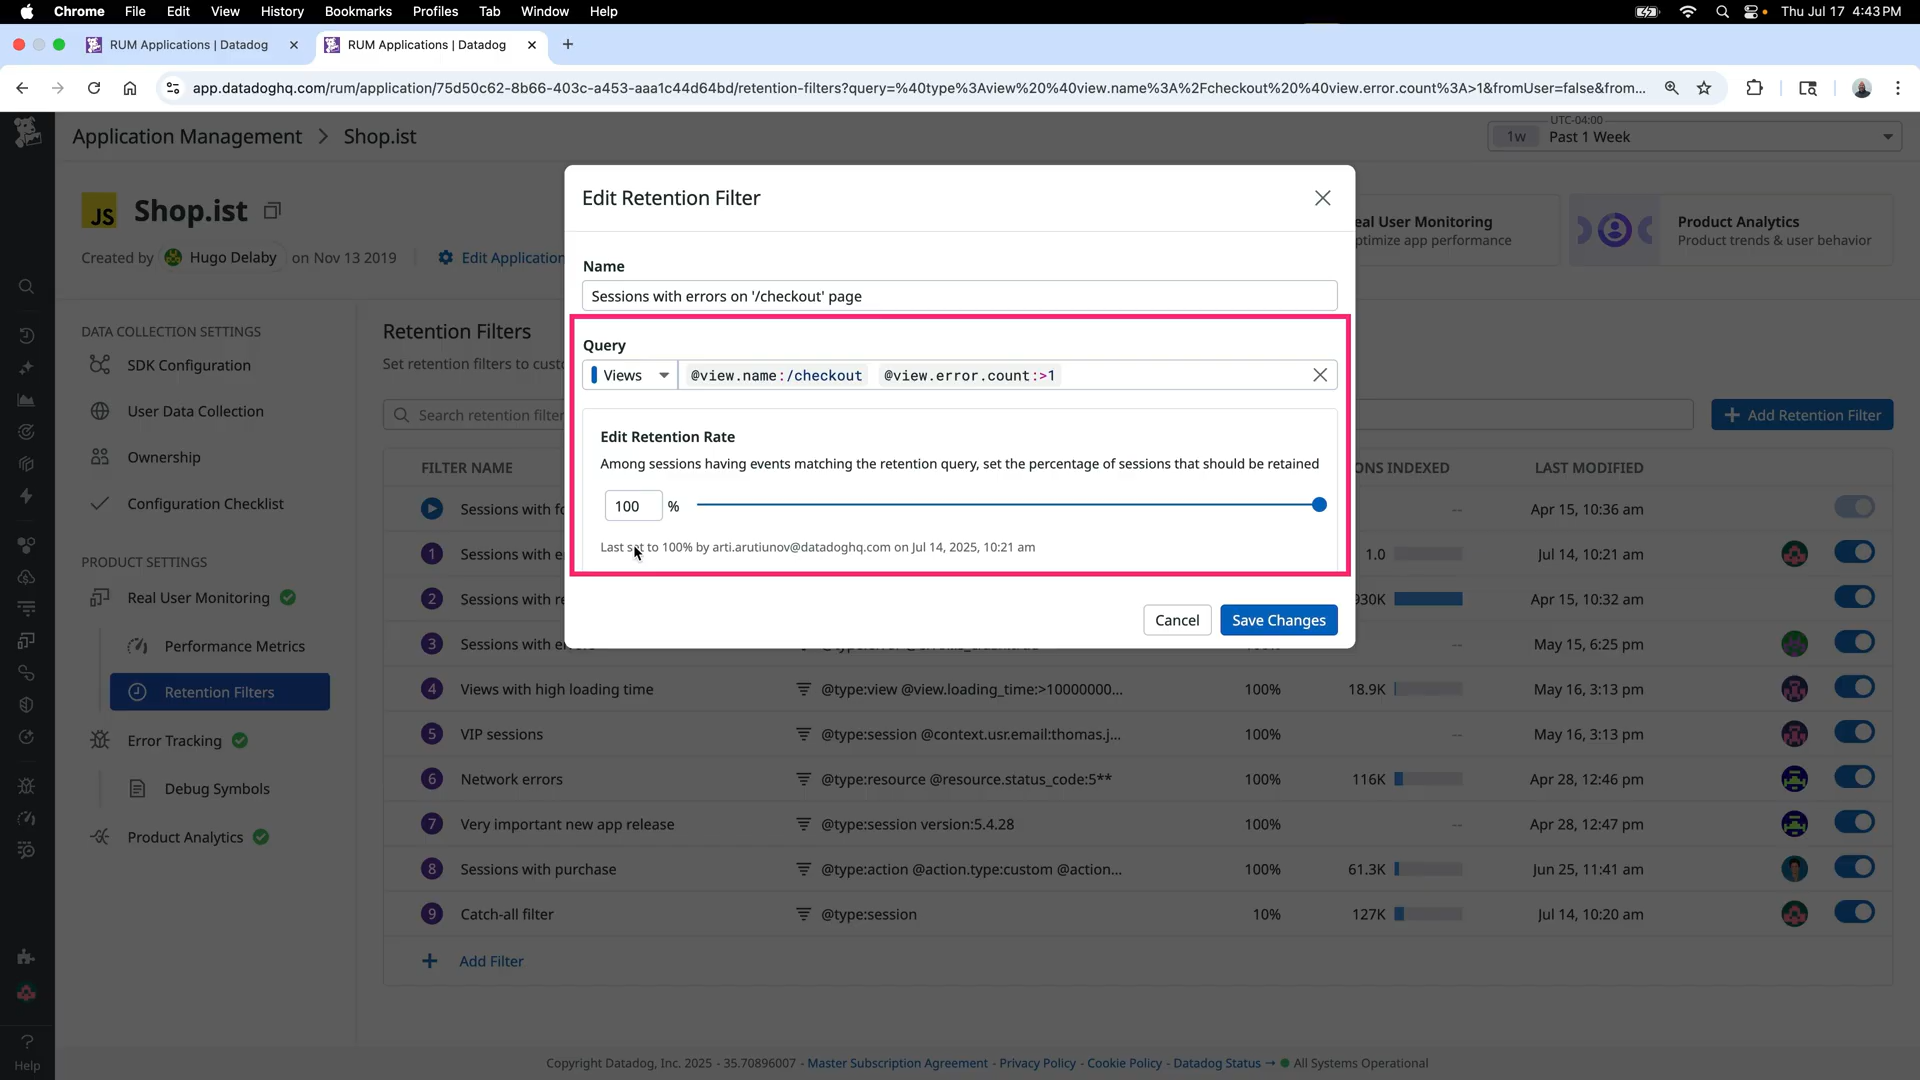 Chrome File Edit View History Bookmarks Profiles Tab Window Help Thu Jul 17 4:43 PM
RUM Applications | Datadog RUM Applications | Datadog
app.datadoghq.com/rum/application/75d50c62-8b66-403c-a453-aaa1c44d64bd/retention-filters?query=%40type%3Aview%20%40view.name%3A%2Fcheckout%20%40view.error.count%3A>1&fromUser=false&from...
Application Management > Shop.ist
UTC-04:00
1w Past 1 Week
JS Shop.ist
Created by Hugo Delaby on Nov 13 2019 Edit Application
eal User Monitoring
ptimize app performance
Product Analytics
Product trends & user behavior
DATA COLLECTION SETTINGS
SDK Configuration
User Data Collection
Ownership
Configuration Checklist
PRODUCT SETTINGS
Real User Monitoring
Performance Metrics
Retention Filters
Error Tracking
Debug Symbols
Product Analytics
Help
Retention Filters
Set retention filters to custo
Search retention filter
Add Retention Filter
FILTER NAME ONS INDEXED LAST MODIFIED
Sessions with fo -- Apr 15, 10:36 am
1 Sessions with e 1.0 Jul 14, 10:21 am
2 Sessions with re 930K Apr 15, 10:32 am
3 Sessions with -- May 15, 6:25 pm
4 Views with high loading time @type:view @view.loading_time:>10000000... 100% 18.9K May 16, 3:13 pm
5 VIP sessions @type:session @context.usr.email:thomas.j... 100% -- May 16, 3:13 pm
6 Network errors @type:resource @resource.status_code:5** 100% 116K Apr 28, 12:46 pm
7 Very important new app release @type:session version:5.4.28 100% -- Apr 28, 12:47 pm
8 Sessions with purchase @type:action @action.type:custom @action... 100% 61.3K Jun 25, 11:41 am
9 Catch-all filter @type:session 10% 127K Jul 14, 10:20 am
Add Filter
Edit Retention Filter
Name
Sessions with errors on '/checkout' page
Query
Views @view.name:/checkout @view.error.count:>1
Edit Retention Rate
Among sessions having events matching the retention query, set the percentage of sessions that should be retained
100 %
Last set to 100% by arti.arutiunov@datadoghq.com on Jul 14, 2025, 10:21 am
Cancel Save Changes
Copyright Datadog, Inc. 2025 - 35.70896007 - Master Subscription Agreement - Privacy Policy - Cookie Policy - Datadog Status → All Systems Operational